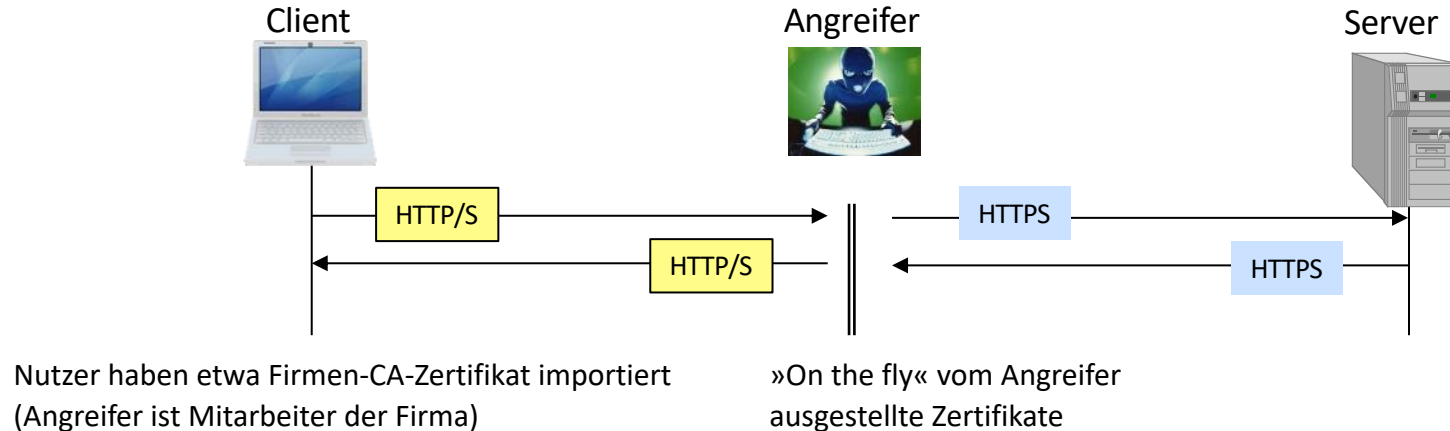 Client
Angreifer
Server
HTTP/S
HTTPS
HTTP/S
HTTPS
Nutzer haben etwa Firmen-CA-Zertifikat importiert
(Angreifer ist Mitarbeiter der Firma)
»On the fly« vom Angreifer
ausgestellte Zertifikate